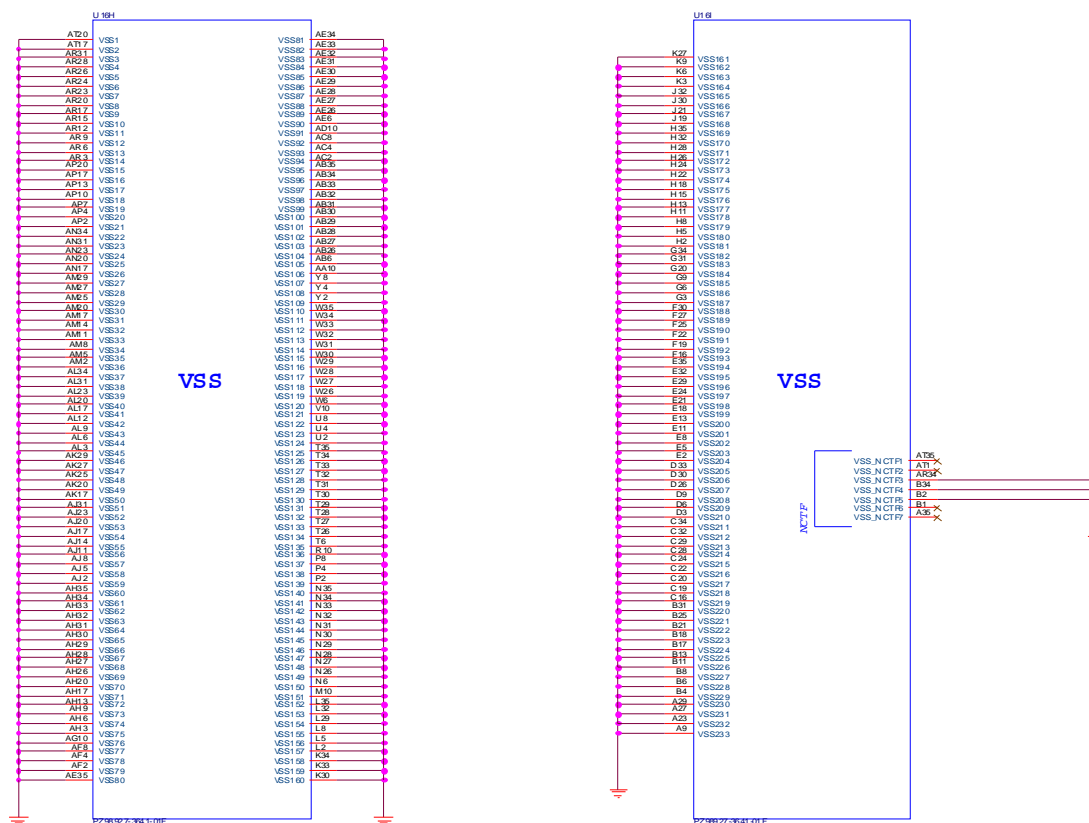 U16H
AT20 VSS1 VSS81 AE34
AT17 VSS2 VSS82 AE33
AR31 VSS3 VSS83 AE32
AR28 VSS4 VSS84 AE31
AR26 VSS5 VSS85 AE30
AR24 VSS6 VSS86 AE29
AR23 VSS7 VSS87 AE28
AR20 VSS8 VSS88 AE27
AR17 VSS9 VSS89 AE26
AR15 VSS10 VSS90 AE6
AR12 VSS11 VSS91 AD10
AR9 VSS12 VSS92 AC8
AR6 VSS13 VSS93 AC4
AR3 VSS14 VSS94 AC2
AP20 VSS15 VSS95 AB35
AP17 VSS16 VSS96 AB34
AP13 VSS17 VSS97 AB33
AP10 VSS18 VSS98 AB32
AP7 VSS19 VSS99 AB31
AP4 VSS20 VSS100 AB30
AP2 VSS21 VSS101 AB29
AN34 VSS22 VSS102 AB28
AN31 VSS23 VSS103 AB27
AN23 VSS24 VSS104 AB26
AN20 VSS25 VSS105 AB6
AN17 VSS26 VSS106 AA10
AM29 VSS27 VSS107 Y8
AM27 VSS28 VSS108 Y4
AM25 VSS29 VSS109 Y2
AM20 VSS30 VSS110 W35
AM17 VSS31 VSS111 W34
AM14 VSS32 VSS112 W33
AM11 VSS33 VSS113 W32
AM8 VSS34 VSS114 W31
AM5 VSS35 VSS115 W30
AM2 VSS36 VSS116 W29
AL34 VSS37 VSS117 W28
AL31 VSS38 VSS118 W27
AL23 VSS39 VSS119 W26
AL20 VSS40 VSS120 W6
AL17 VSS41 VSS121 V10
AL12 VSS42 VSS122 U8
AL9 VSS43 VSS123 U4
AL6 VSS44 VSS124 U2
AL3 VSS45 VSS125 T35
AK29 VSS46 VSS126 T34
AK27 VSS47 VSS127 T33
AK25 VSS48 VSS128 T32
AK20 VSS49 VSS129 T31
AK17 VSS50 VSS130 T30
AJ31 VSS51 VSS131 T29
AJ23 VSS52 VSS132 T28
AJ20 VSS53 VSS133 T27
AJ17 VSS54 VSS134 T26
AJ14 VSS55 VSS135 T6
AJ11 VSS56 VSS136 R10
AJ8 VSS57 VSS137 P8
AJ5 VSS58 VSS138 P4
AJ2 VSS59 VSS139 P2
AH35 VSS60 VSS140 N35
AH34 VSS61 VSS141 N34
AH33 VSS62 VSS142 N33
AH32 VSS63 VSS143 N32
AH31 VSS64 VSS144 N31
AH30 VSS65 VSS145 N30
AH29 VSS66 VSS146 N29
AH28 VSS67 VSS147 N28
AH27 VSS68 VSS148 N27
AH26 VSS69 VSS149 N26
AH20 VSS70 VSS150 N6
AH17 VSS71 VSS151 M10
AH13 VSS72 VSS152 L35
AH9 VSS73 VSS153 L32
AH6 VSS74 VSS154 L29
AH3 VSS75 VSS155 L8
AG10 VSS76 VSS156 L5
AF8 VSS77 VSS157 L2
AF4 VSS78 VSS158 K34
AF2 VSS79 VSS159 K33
AE35 VSS80 VSS160 K30
VSS
PZ98927-3641-01F
U16I
K27 VSS161
K9 VSS162
K6 VSS163
K3 VSS164
J32 VSS165
J30 VSS166
J21 VSS167
J19 VSS168
H35 VSS169
H32 VSS170
H28 VSS171
H26 VSS172
H24 VSS173
H22 VSS174
H18 VSS175
H15 VSS176
H13 VSS177
H11 VSS178
H8 VSS179
H5 VSS180
H2 VSS181
G34 VSS182
G31 VSS183
G20 VSS184
G9 VSS185
G6 VSS186
G3 VSS187
F30 VSS188
F27 VSS189
F25 VSS190
F22 VSS191
F19 VSS192
F16 VSS193
E35 VSS194
E32 VSS195
E29 VSS196
E24 VSS197
E21 VSS198
E18 VSS199
E13 VSS200
E11 VSS201
E8 VSS202
E5 VSS203
E2 VSS204
D33 VSS205
D30 VSS206
D26 VSS207
D9 VSS208
D6 VSS209
D3 VSS210
C34 VSS211
C32 VSS212
C29 VSS213
C28 VSS214
C24 VSS215
C22 VSS216
C20 VSS217
C19 VSS218
C16 VSS219
B31 VSS220
B25 VSS221
B21 VSS222
B18 VSS223
B17 VSS224
B13 VSS225
B11 VSS226
B8 VSS227
B6 VSS228
B4 VSS229
A29 VSS230
A27 VSS231
A23 VSS232
A9 VSS233
VSS
NCTF
VSS_NCTF1 AT35
VSS_NCTF2 AT1
VSS_NCTF3 AR34
VSS_NCTF4 B34
VSS_NCTF5 B2
VSS_NCTF6 B1
VSS_NCTF7 A35
PZ98927-3641-01F